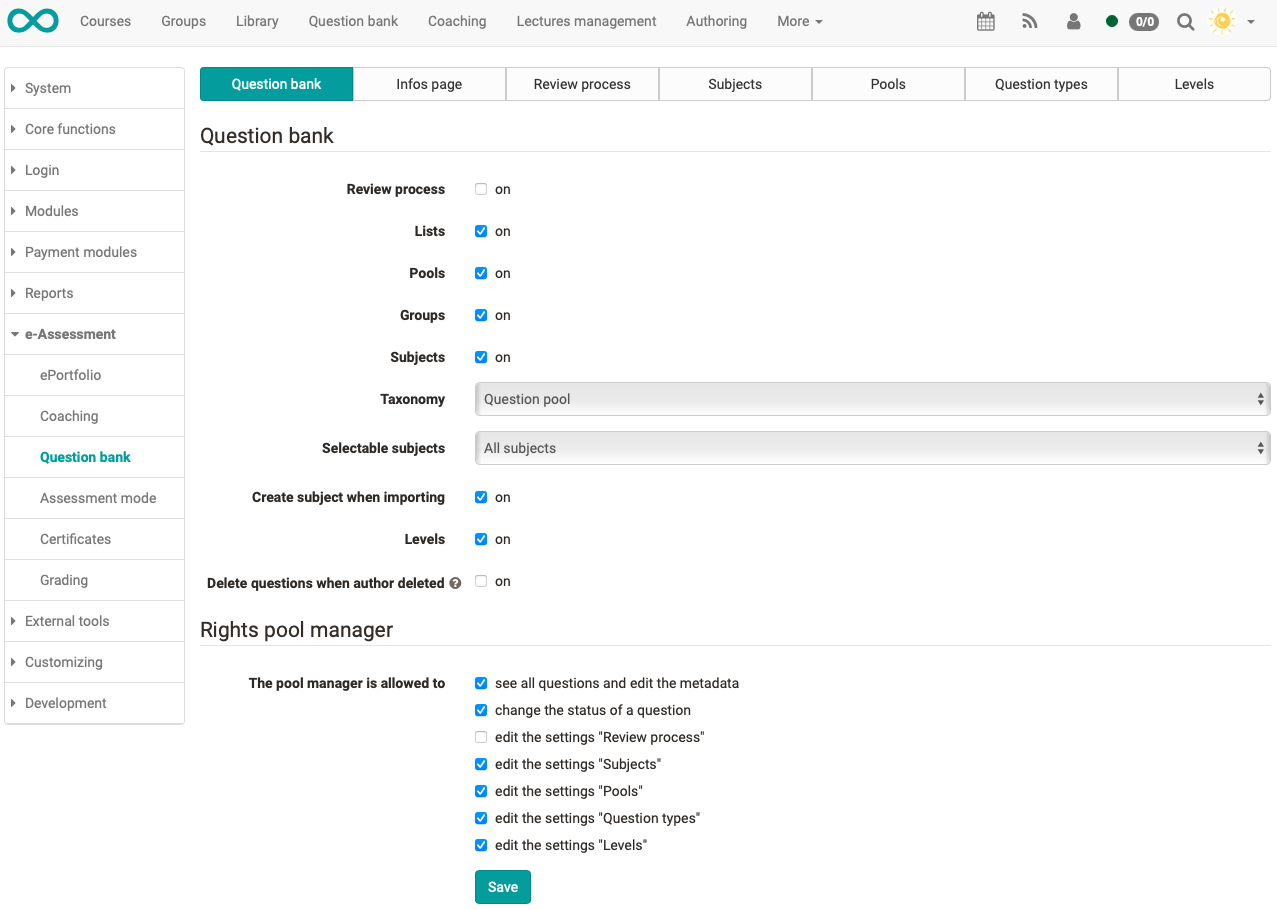 Courses Groups Library Question bank Coaching Lectures management Authoring More 0/0
System
Core functions
Login
Modules
Payment modules
Reports
e-Assessment
ePortfolio
Coaching
Question bank
Assessment mode
Certificates
Grading
External tools
Customizing
Development
Question bank Infos page Review process Subjects Pools Question types Levels
Question bank
Review process on
Lists on
Pools on
Groups on
Subjects on
Taxonomy Question pool
Selectable subjects All subjects
Create subject when importing on
Levels on
Delete questions when author deleted ? on
Rights pool manager
The pool manager is allowed to see all questions and edit the metadata
change the status of a question
edit the settings "Review process"
edit the settings "Subjects"
edit the settings "Pools"
edit the settings "Question types"
edit the settings "Levels"
Save